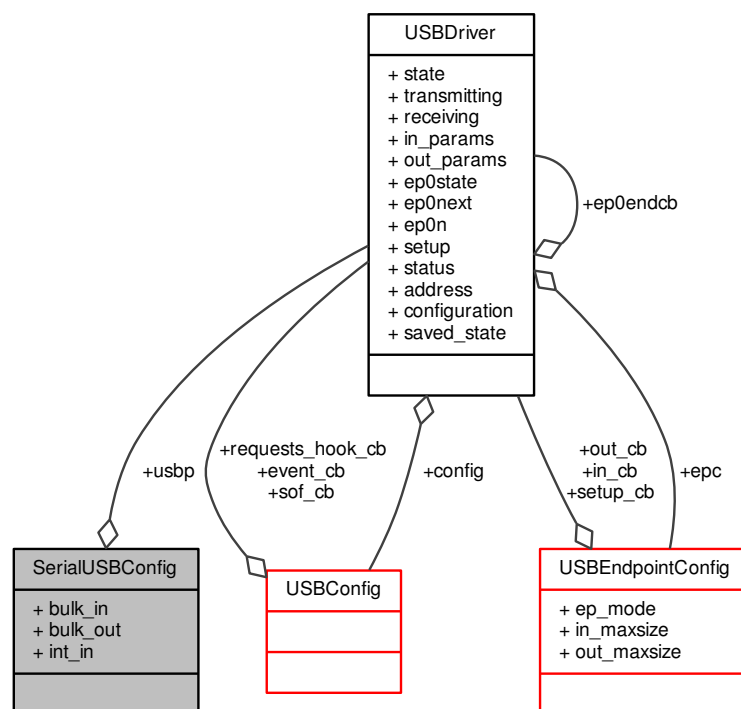 USBDriver
+ state
+ transmitting
+ receiving
+ in_params
+ out_params
+ ep0state
+ ep0next
+ ep0n
+ setup
+ status
+ address
+ configuration
+ saved_state
+ep0endcb
+usbp
+requests_hook_cb
+event_cb
+sof_cb
+config
+out_cb
+in_cb
+setup_cb
+epc
SerialUSBConfig
+ bulk_in
+ bulk_out
+ int_in
USBConfig
USBEndpointConfig
+ ep_mode
+ in_maxsize
+ out_maxsize